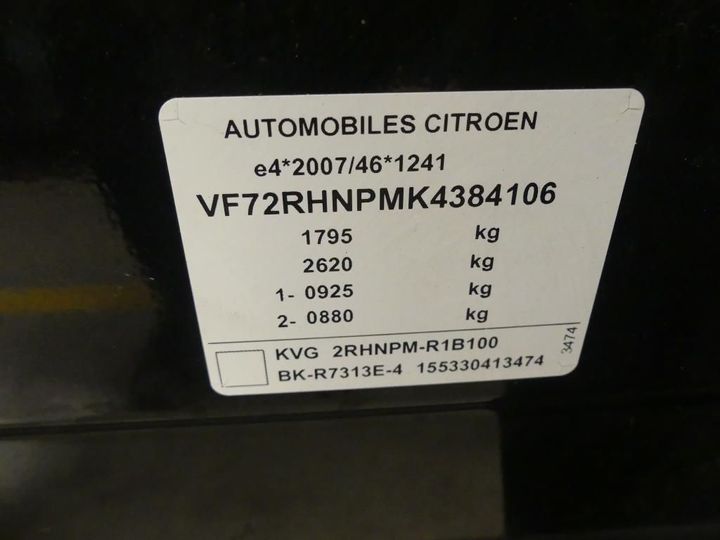 AUTOMOBILES CITROEN
e4*2007/46*1241
VF72RHNPMK4384106
1795 kg
2620 kg
1- 0925 kg
2- 0880 kg
KVG 2RHNPM-R1B100
BK-R7313E-4 155330413474
3474